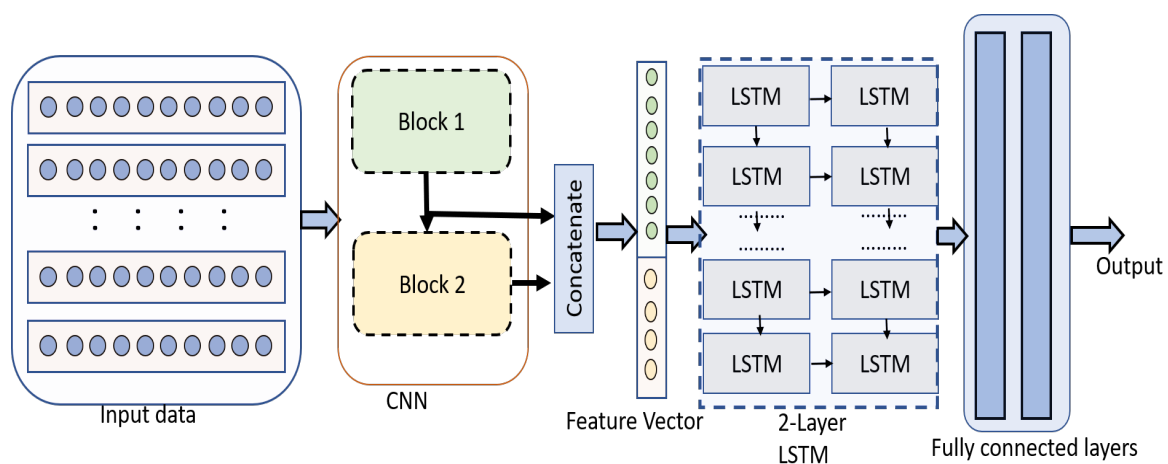 Block 1
Block 2
CNN
Input data
Concatenate
Feature Vector
LSTM LSTM
LSTM LSTM
LSTM LSTM
LSTM LSTM
2-Layer
LSTM
Fully connected layers
Output